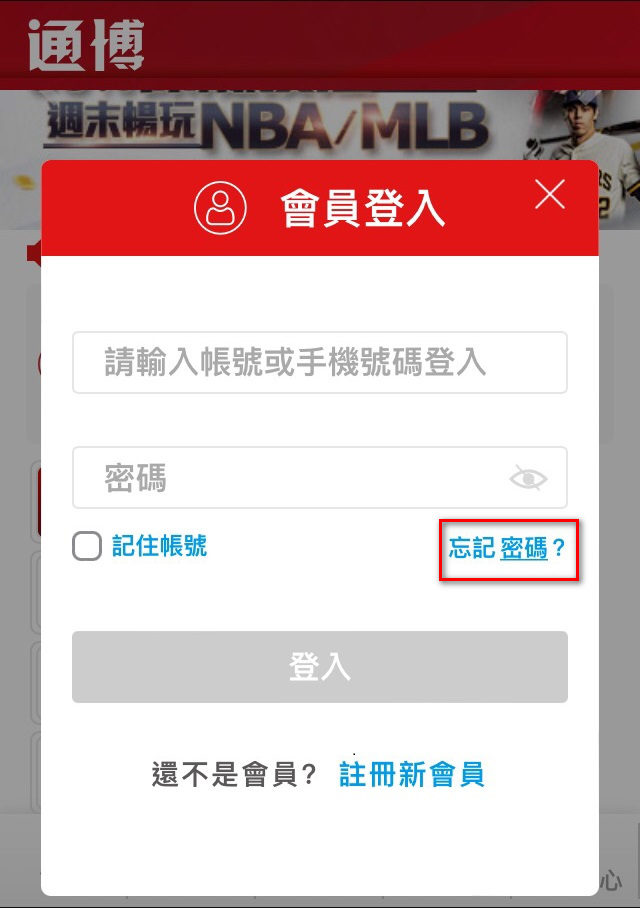 通博
週末暢玩NBA/MLB
會員登入
請輸入帳號或手機號碼登入
密碼
記住帳號
忘記 密碼？
登入
還不是會員？ 註冊新會員
心